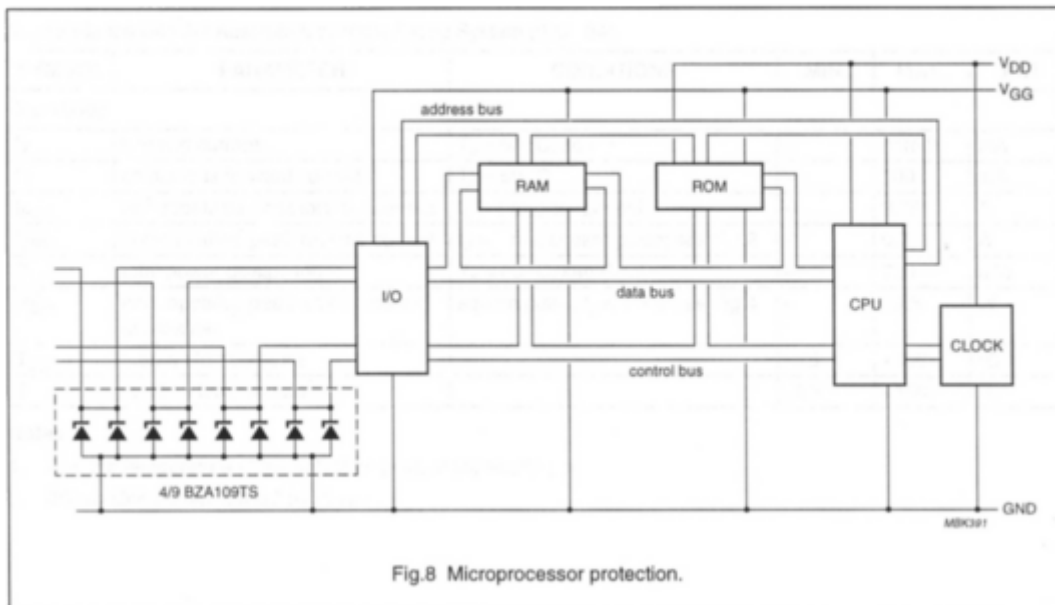 VDD
VGG
address bus
RAM
ROM
I/O
data bus
CPU
CLOCK
control bus
4/9 BZA109TS
GND
MBK391
Fig.8 Microprocessor protection.